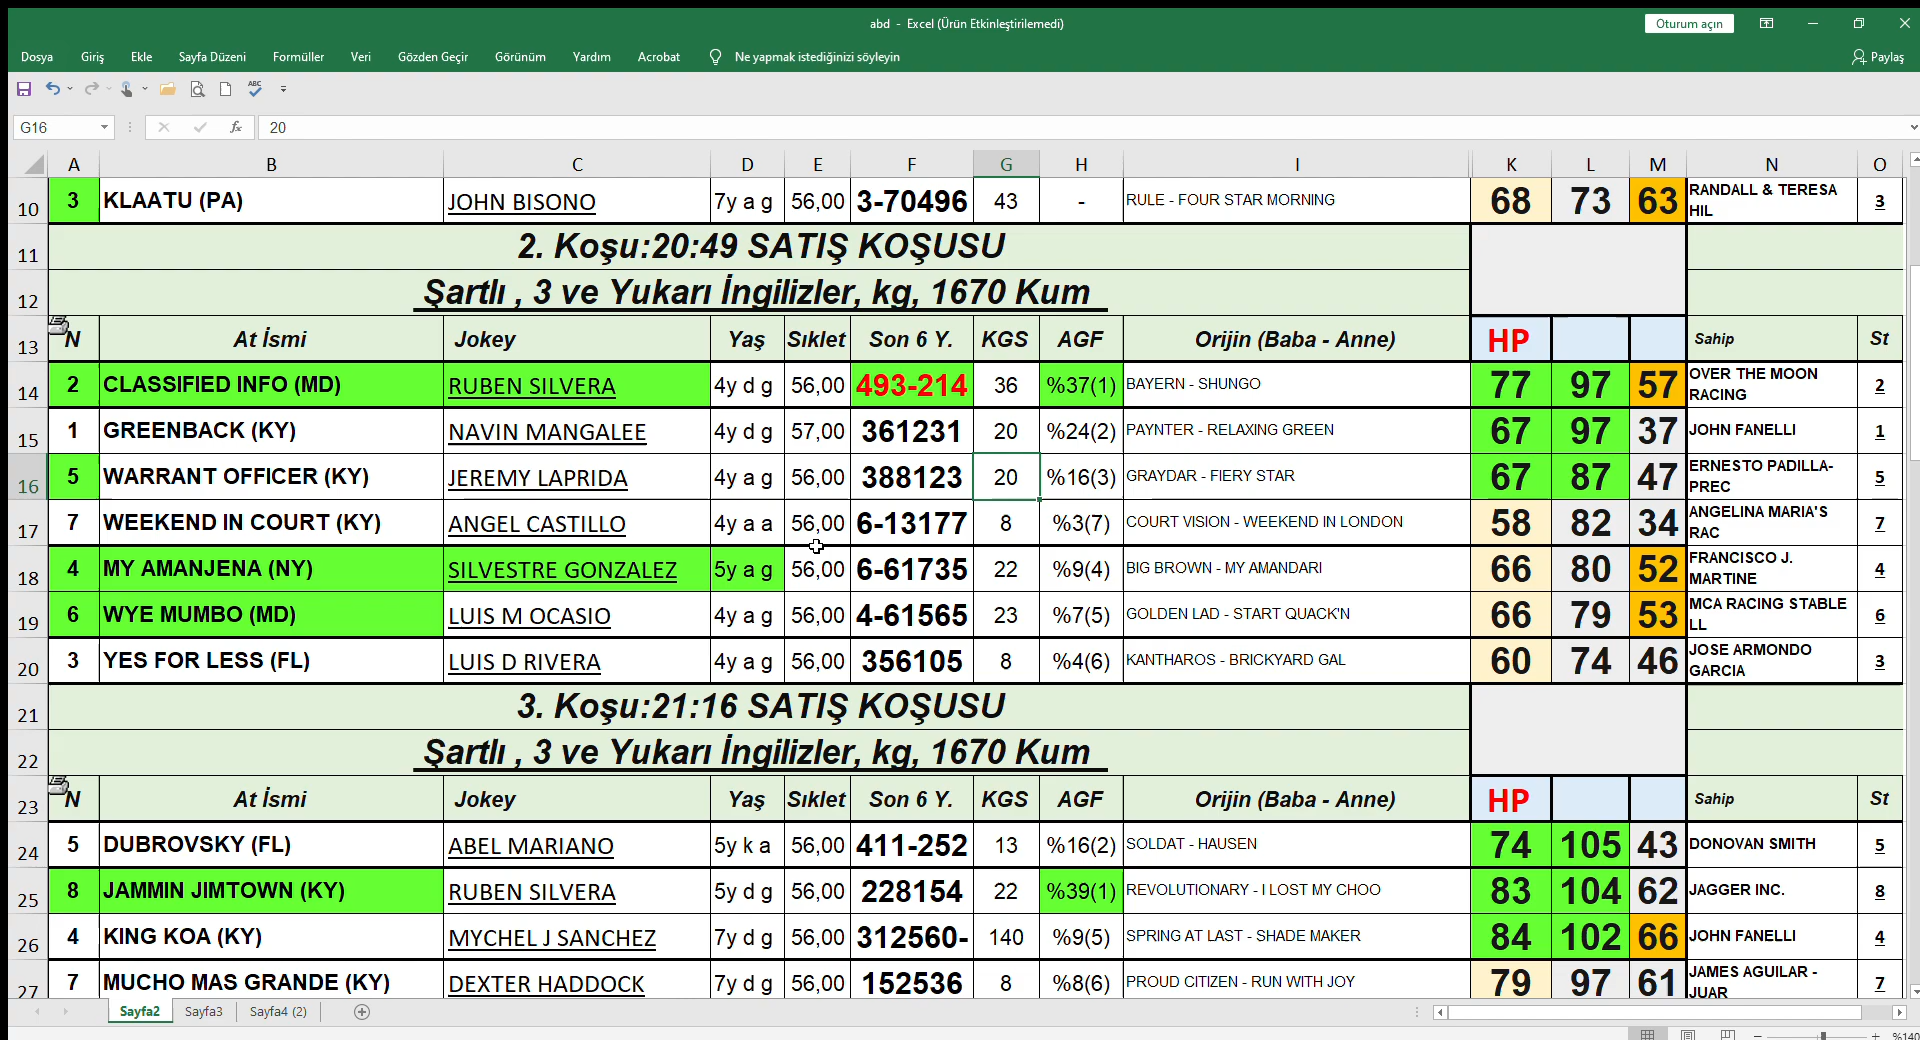 abd - Excel (Ürün Etkinleştirilemedi)
Oturum açın
Dosya Giriş Ekle Sayfa Düzeni Formüller Veri Gözden Geçir Görünüm Yardım Acrobat Ne yapmak istediğinizi söyleyin Paylaş
G16 fx 20
A B C D E F G H I K L M N O
10 3 KLAATU (PA) JOHN BISONO 7y a g 56,00 3-70496 43 - RULE - FOUR STAR MORNING 68 73 63 RANDALL & TERESA HIL 3
11 2. Koşu:20:49 SATIŞ KOŞUSU
12 Şartlı , 3 ve Yukarı İngilizler, kg, 1670 Kum
13 N At İsmi Jokey Yaş Sıklet Son 6 Y. KGS AGF Orijin (Baba - Anne) HP Sahip St
14 2 CLASSIFIED INFO (MD) RUBEN SILVERA 4y d g 56,00 493-214 36 %37(1) BAYERN - SHUNGO 77 97 57 OVER THE MOON RACING 2
15 1 GREENBACK (KY) NAVIN MANGALEE 4y d g 57,00 361231 20 %24(2) PAYNTER - RELAXING GREEN 67 97 37 JOHN FANELLI 1
16 5 WARRANT OFFICER (KY) JEREMY LAPRIDA 4y a g 56,00 388123 20 %16(3) GRAYDAR - FIERY STAR 67 87 47 ERNESTO PADILLA-PREC 5
17 7 WEEKEND IN COURT (KY) ANGEL CASTILLO 4y a a 56,00 6-13177 8 %3(7) COURT VISION - WEEKEND IN LONDON 58 82 34 ANGELINA MARIA'S RAC 7
18 4 MY AMANJENA (NY) SILVESTRE GONZALEZ 5y a g 56,00 6-61735 22 %9(4) BIG BROWN - MY AMANDARI 66 80 52 FRANCISCO J. MARTINE 4
19 6 WYE MUMBO (MD) LUIS M OCASIO 4y a g 56,00 4-61565 23 %7(5) GOLDEN LAD - START QUACK'N 66 79 53 MCA RACING STABLE LL 6
20 3 YES FOR LESS (FL) LUIS D RIVERA 4y a g 56,00 356105 8 %4(6) KANTHAROS - BRICKYARD GAL 60 74 46 JOSE ARMONDO GARCIA 3
21 3. Koşu:21:16 SATIŞ KOŞUSU
22 Şartlı , 3 ve Yukarı İngilizler, kg, 1670 Kum
23 N At İsmi Jokey Yaş Sıklet Son 6 Y. KGS AGF Orijin (Baba - Anne) HP Sahip St
24 5 DUBROVSKY (FL) ABEL MARIANO 5y k a 56,00 411-252 13 %16(2) SOLDAT - HAUSEN 74 105 43 DONOVAN SMITH 5
25 8 JAMMIN JIMTOWN (KY) RUBEN SILVERA 5y d g 56,00 228154 22 %39(1) REVOLUTIONARY - I LOST MY CHOO 83 104 62 JAGGER INC. 8
26 4 KING KOA (KY) MYCHEL J SANCHEZ 7y d g 56,00 312560- 140 %9(5) SPRING AT LAST - SHADE MAKER 84 102 66 JOHN FANELLI 4
27 7 MUCHO MAS GRANDE (KY) DEXTER HADDOCK 7y d g 56,00 152536 8 %8(6) PROUD CITIZEN - RUN WITH JOY 79 97 61 JAMES AGUILAR - JUAR 7
Sayfa2 Sayfa3 Sayfa4 (2)
%140